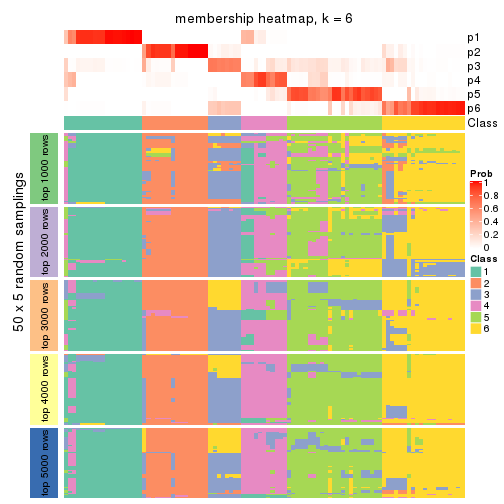 membership heatmap, k = 6
p1
p2
p3
p4
p5
p6
Class
50 x 5 random samplings
top 1000 rows
top 2000 rows
top 3000 rows
top 4000 rows
top 5000 rows
Prob
1
0.8
0.6
0.4
0.2
0
Class
1
2
3
4
5
6